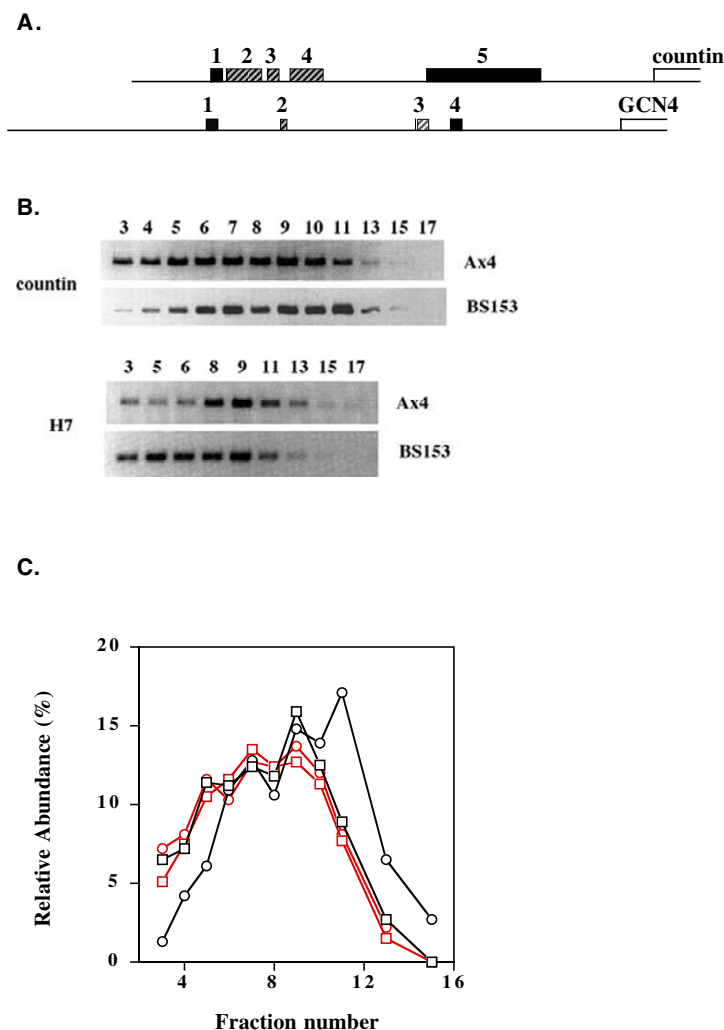 A.
1 2 3 4 5 countin
1 2 3 4 GCN4
B.
3 4 5 6 7 8 9 10 11 13 15 17
Ax4
countin
BS153
3 5 6 8 9 11 13 15 17
Ax4
H7
BS153
C.
20
15
10
5
0
4 8 12 16
Relative Abundance (%)
Fraction number